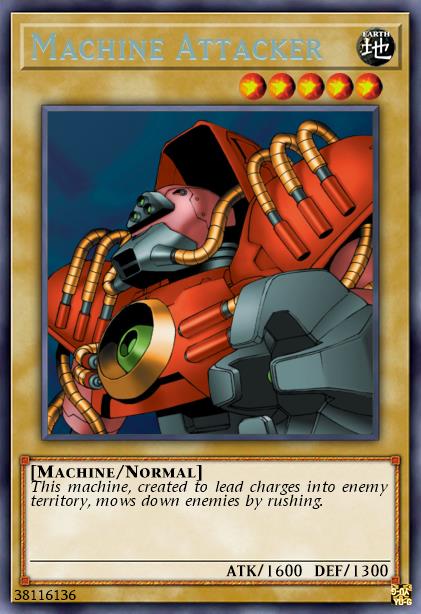 Machine Attacker
EARTH
地
[Machine/Normal]
This machine, created to lead charges into enemy
territory, mows down enemies by rushing.
ATK/1600 DEF/1300
38116136